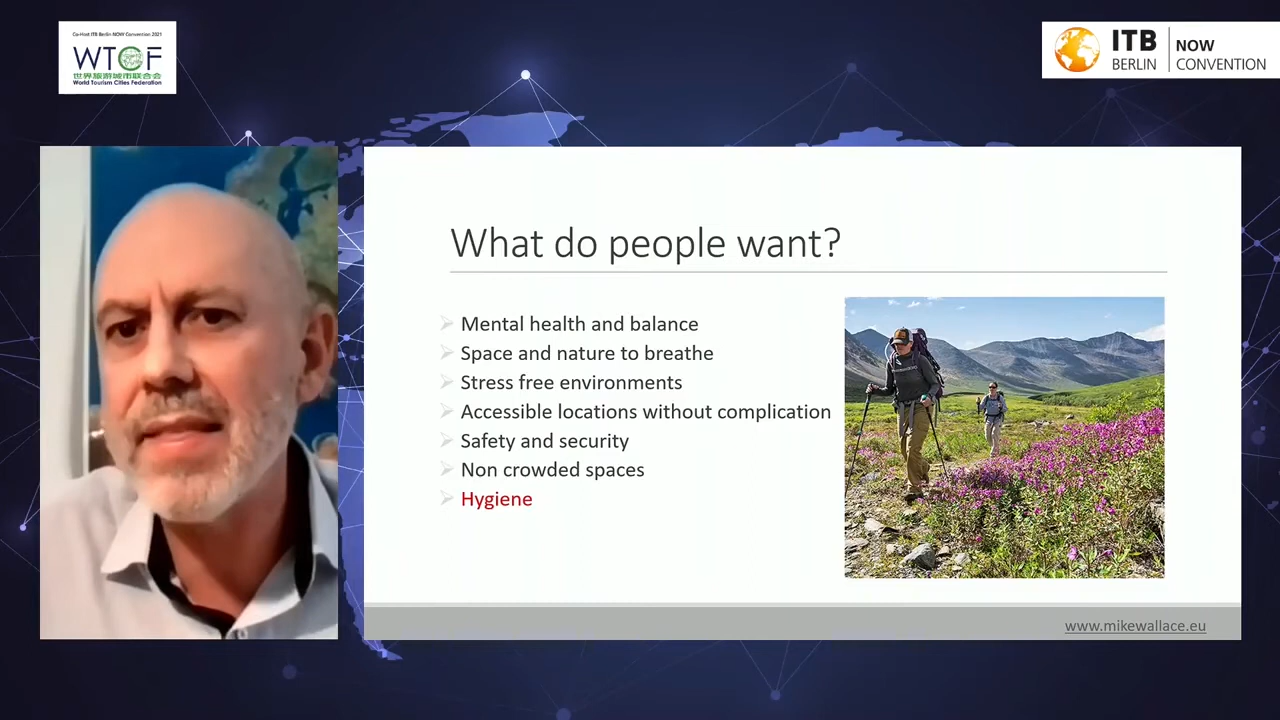 Co-Host ITB Berlin NOW Convention 2021
WTCF
世界旅游城市联合会
World Tourism Cities Federation
ITB
BERLIN
NOW
CONVENTION
What do people want?
Mental health and balance
Space and nature to breathe
Stress free environments
Accessible locations without complication
Safety and security
Non crowded spaces
Hygiene
www.mikewallace.eu